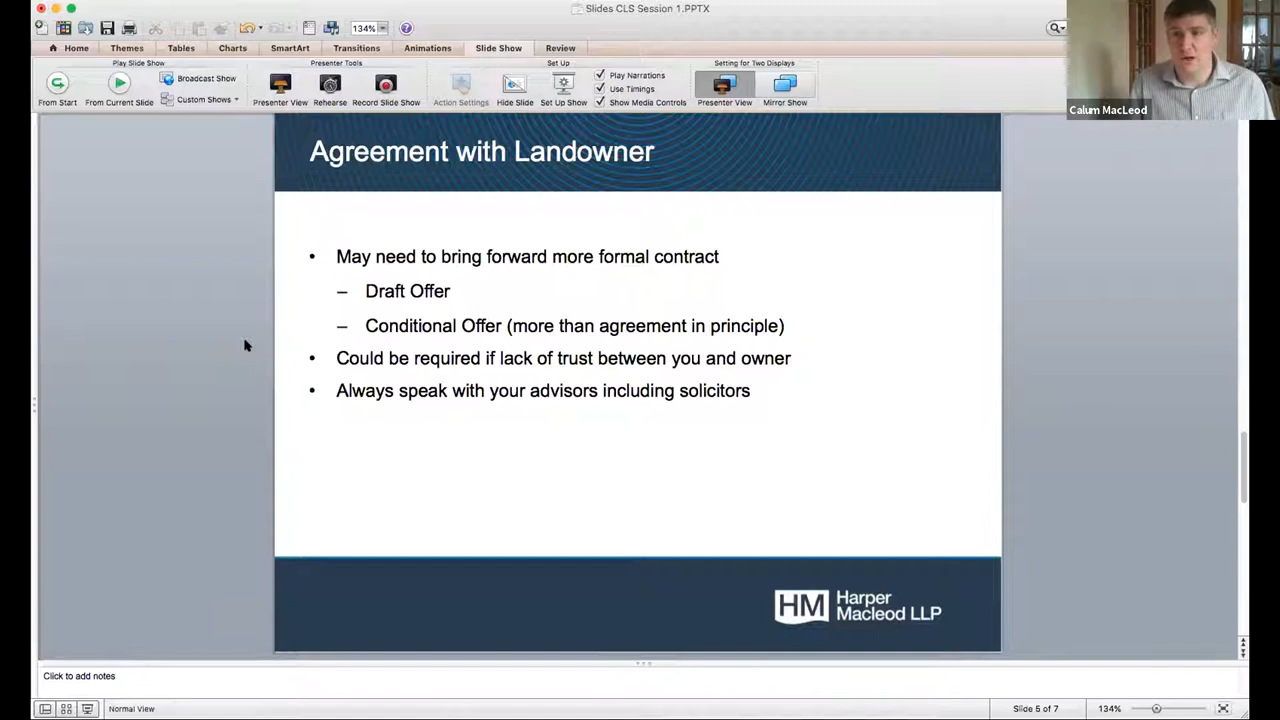 Slides CLS Session 1.PPTX
134%
Home Themes Tables Charts SmartArt Transitions Animations Slide Show Review
Play Slide Show Presenter Tools Set Up Setting for Two Displays
Broadcast Show
Custom Shows
From Start From Current Slide
Presenter View Rehearse Record Slide Show
Action Settings Hide Slide Set Up Show
Play Narrations
Use Timings
Show Media Controls
Presenter View Mirror Show
Calum MacLeod
Agreement with Landowner
• May need to bring forward more formal contract
– Draft Offer
– Conditional Offer (more than agreement in principle)
• Could be required if lack of trust between you and owner
• Always speak with your advisors including solicitors
HM Harper
Macleod LLP
Click to add notes
Normal View Slide 5 of 7 134%